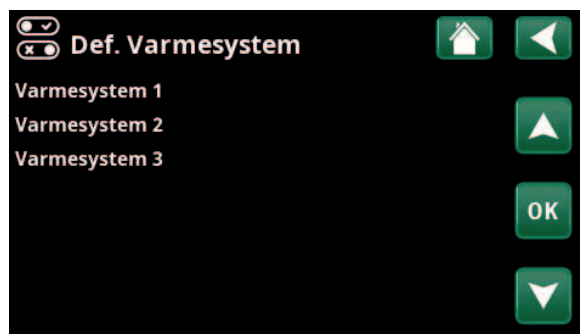 Def. Varmesystem
Varmesystem 1
Varmesystem 2
Varmesystem 3
OK